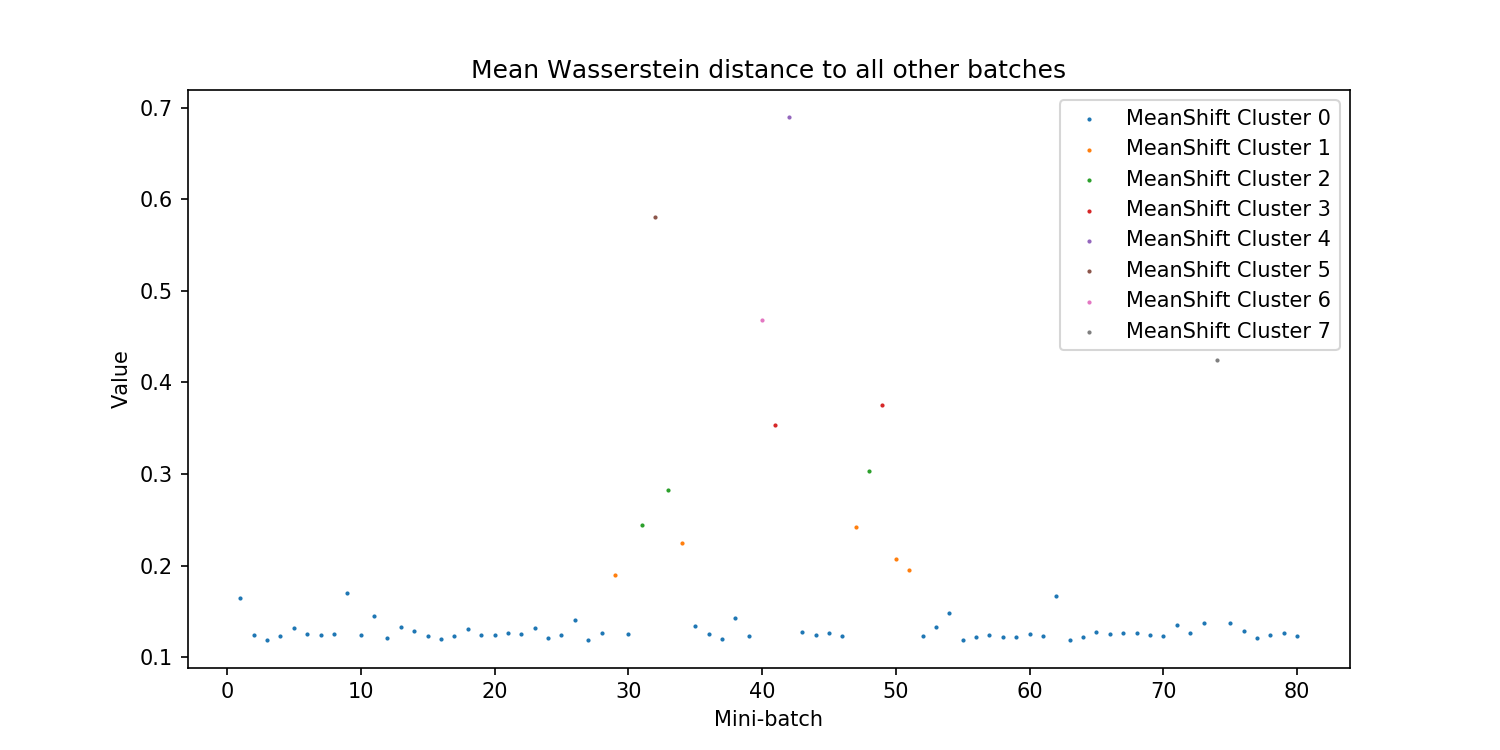 Mean Wasserstein distance to all other batches
0.7
0.6
0.5
0.4
0.3
0.2
0.1
Value
MeanShift Cluster 0
MeanShift Cluster 1
MeanShift Cluster 2
MeanShift Cluster 3
MeanShift Cluster 4
MeanShift Cluster 5
MeanShift Cluster 6
MeanShift Cluster 7
0 10 20 30 40 50 60 70 80
Mini-batch